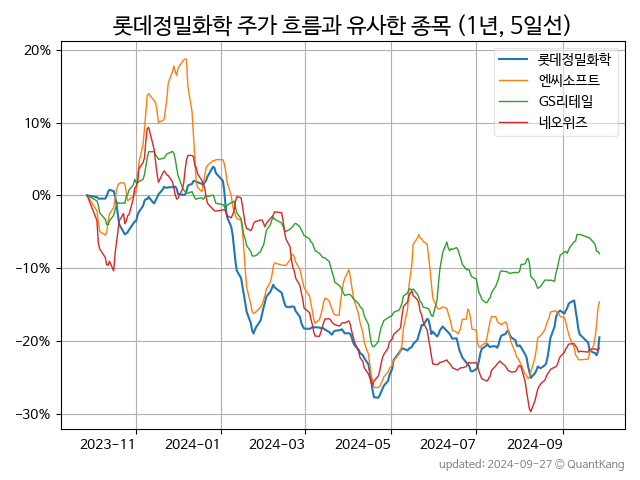 롯데정밀화학 주가 흐름과 유사한 종목 (1년, 5일선)
롯데정밀화학
엔씨소프트
GS리테일
네오위즈
20%
10%
0%
−10%
−20%
−30%
2023-11
2024-01
2024-03
2024-05
2024-07
2024-09
updated: 2024-09-27 © QuantKang